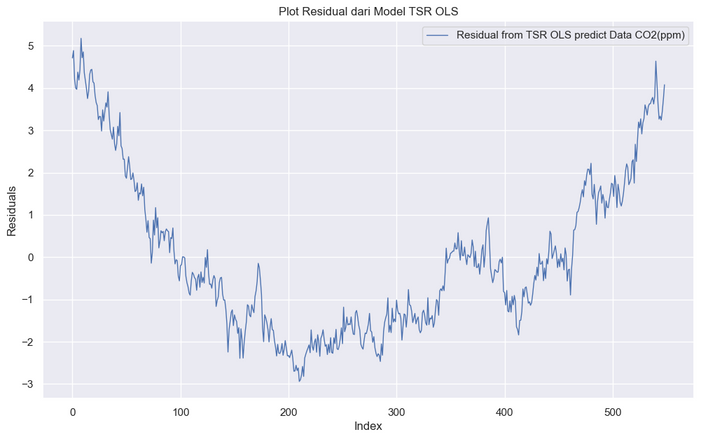 Plot Residual dari Model TSR OLS
Residual from TSR OLS predict Data CO2(ppm)
Residuals
5
4
3
2
1
0
−1
−2
−3
0 100 200 300 400 500
Index